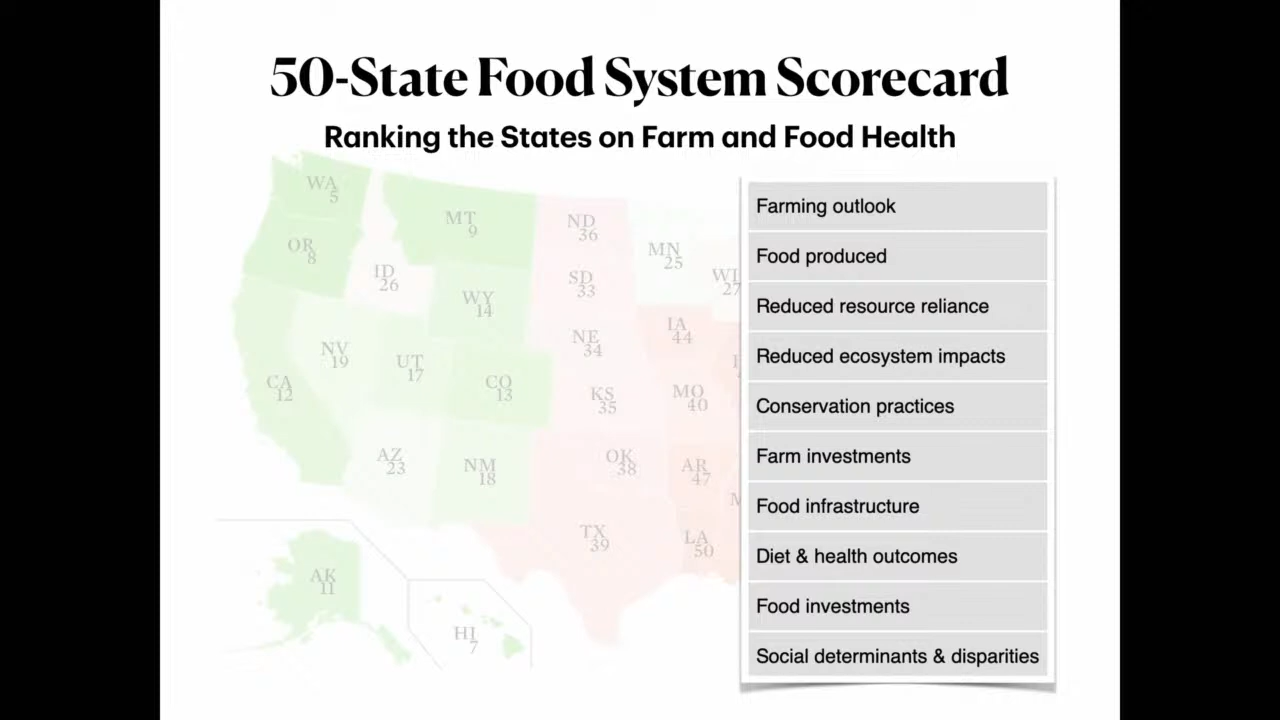 50-State Food System Scorecard
Ranking the States on Farm and Food Health
WA
5
OR
8
MT
9
ID
26
WY
14
NV
19
UT
17
CO
13
CA
12
AZ
23
NM
18
ND
36
SD
33
NE
34
KS
35
OK
38
TX
39
MN
25
WI
27
IA
44
MO
40
AR
47
LA
50
AK
11
HI
7
Farming outlook
Food produced
Reduced resource reliance
Reduced ecosystem impacts
Conservation practices
Farm investments
Food infrastructure
Diet & health outcomes
Food investments
Social determinants & disparities